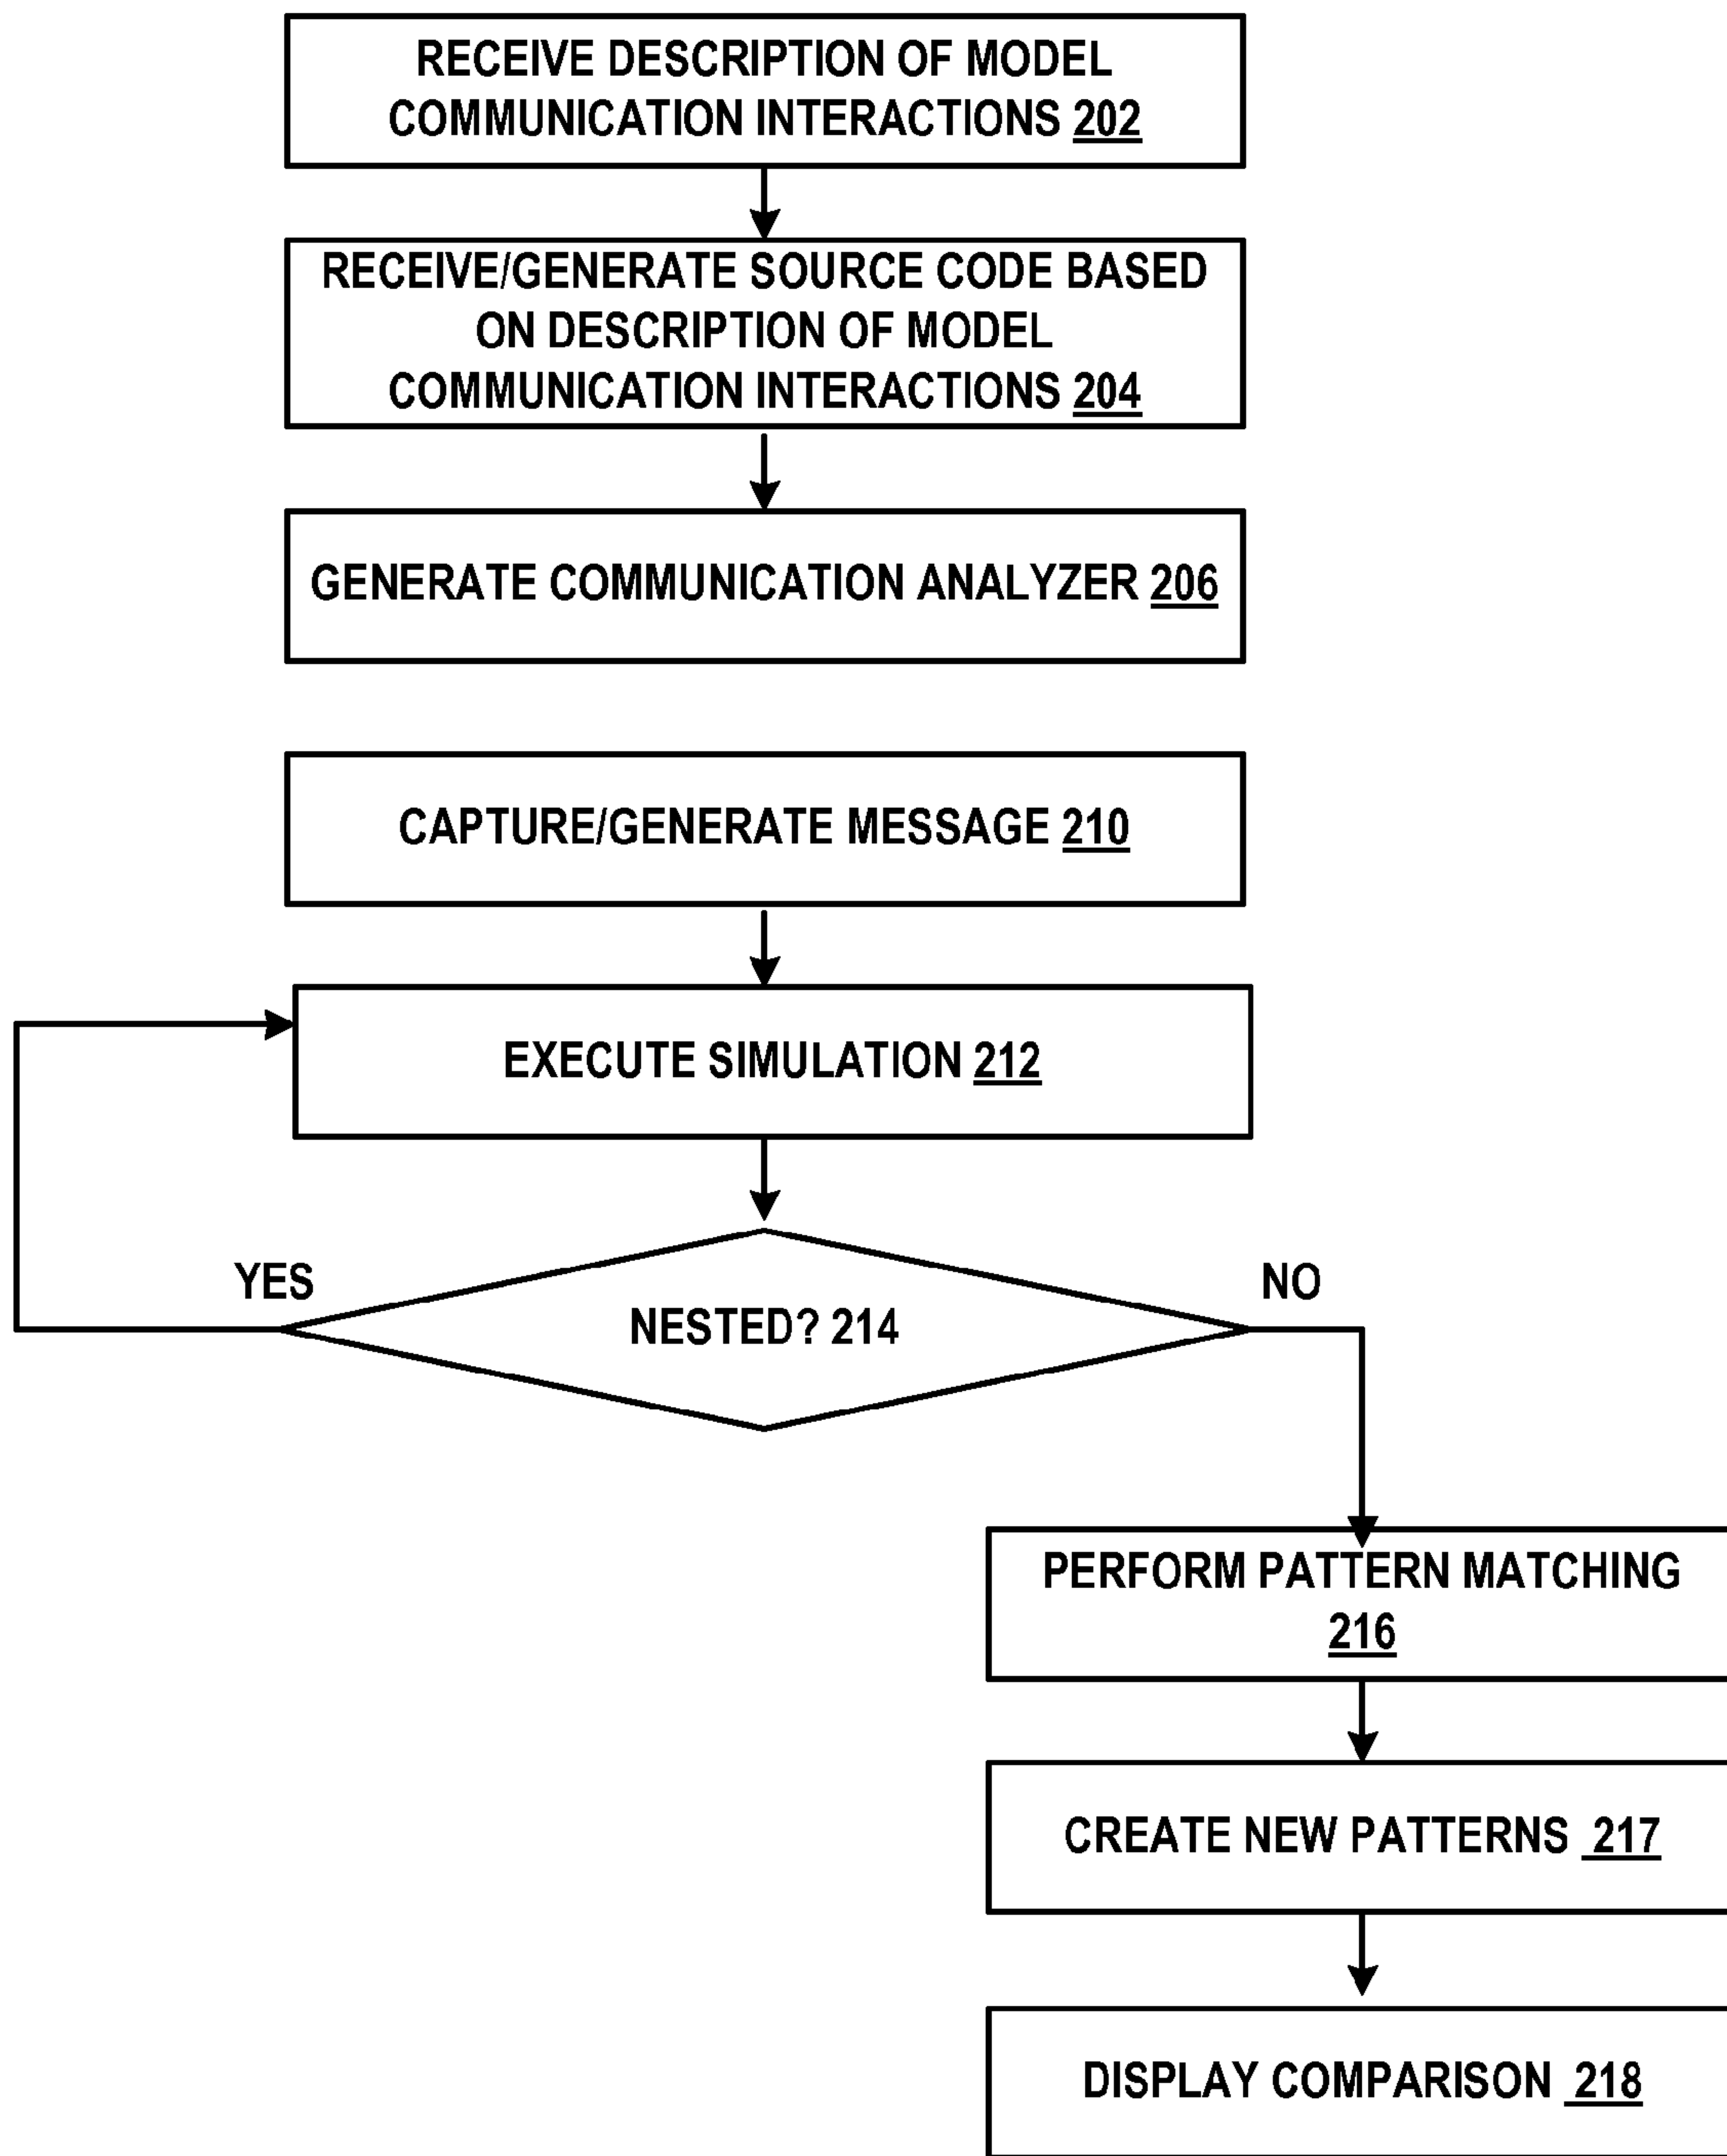 RECEIVE DESCRIPTION OF MODEL
COMMUNICATION INTERACTIONS 202
RECEIVE/GENERATE SOURCE CODE BASED
ON DESCRIPTION OF MODEL
COMMUNICATION INTERACTIONS 204
GENERATE COMMUNICATION ANALYZER 206
CAPTURE/GENERATE MESSAGE 210
EXECUTE SIMULATION 212
YES
NO
NESTED? 214
PERFORM PATTERN MATCHING
216
CREATE NEW PATTERNS 217
DISPLAY COMPARISON 218